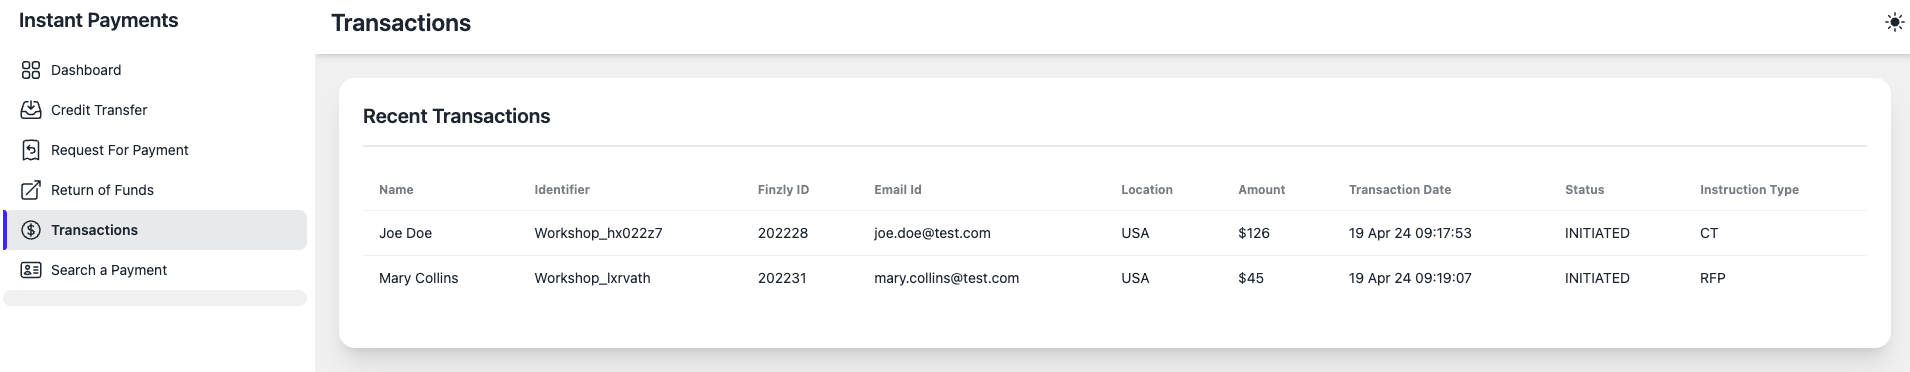 Instant Payments
Dashboard
Credit Transfer
Request For Payment
Return of Funds
Transactions
Search a Payment
Transactions
Recent Transactions
Name Identifier Finzly ID Email Id Location Amount Transaction Date Status Instruction Type
Joe Doe Workshop_hx022z7 202228 joe.doe@test.com USA $126 19 Apr 24 09:17:53 INITIATED CT
Mary Collins Workshop_lxrvath 202231 mary.collins@test.com USA $45 19 Apr 24 09:19:07 INITIATED RFP